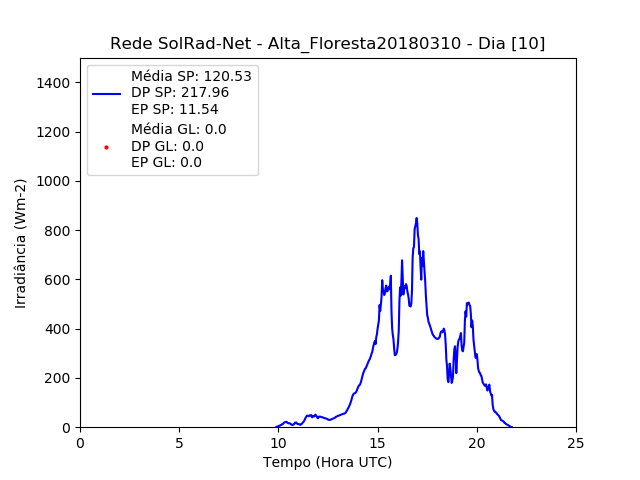 Rede SolRad-Net - Alta_Floresta20180310 - Dia [10]
Média SP: 120.53
DP SP: 217.96
EP SP: 11.54
Média GL: 0.0
DP GL: 0.0
EP GL: 0.0
Irradiância (Wm-2)
1400
1200
1000
800
600
400
200
0
0 5 10 15 20 25
Tempo (Hora UTC)